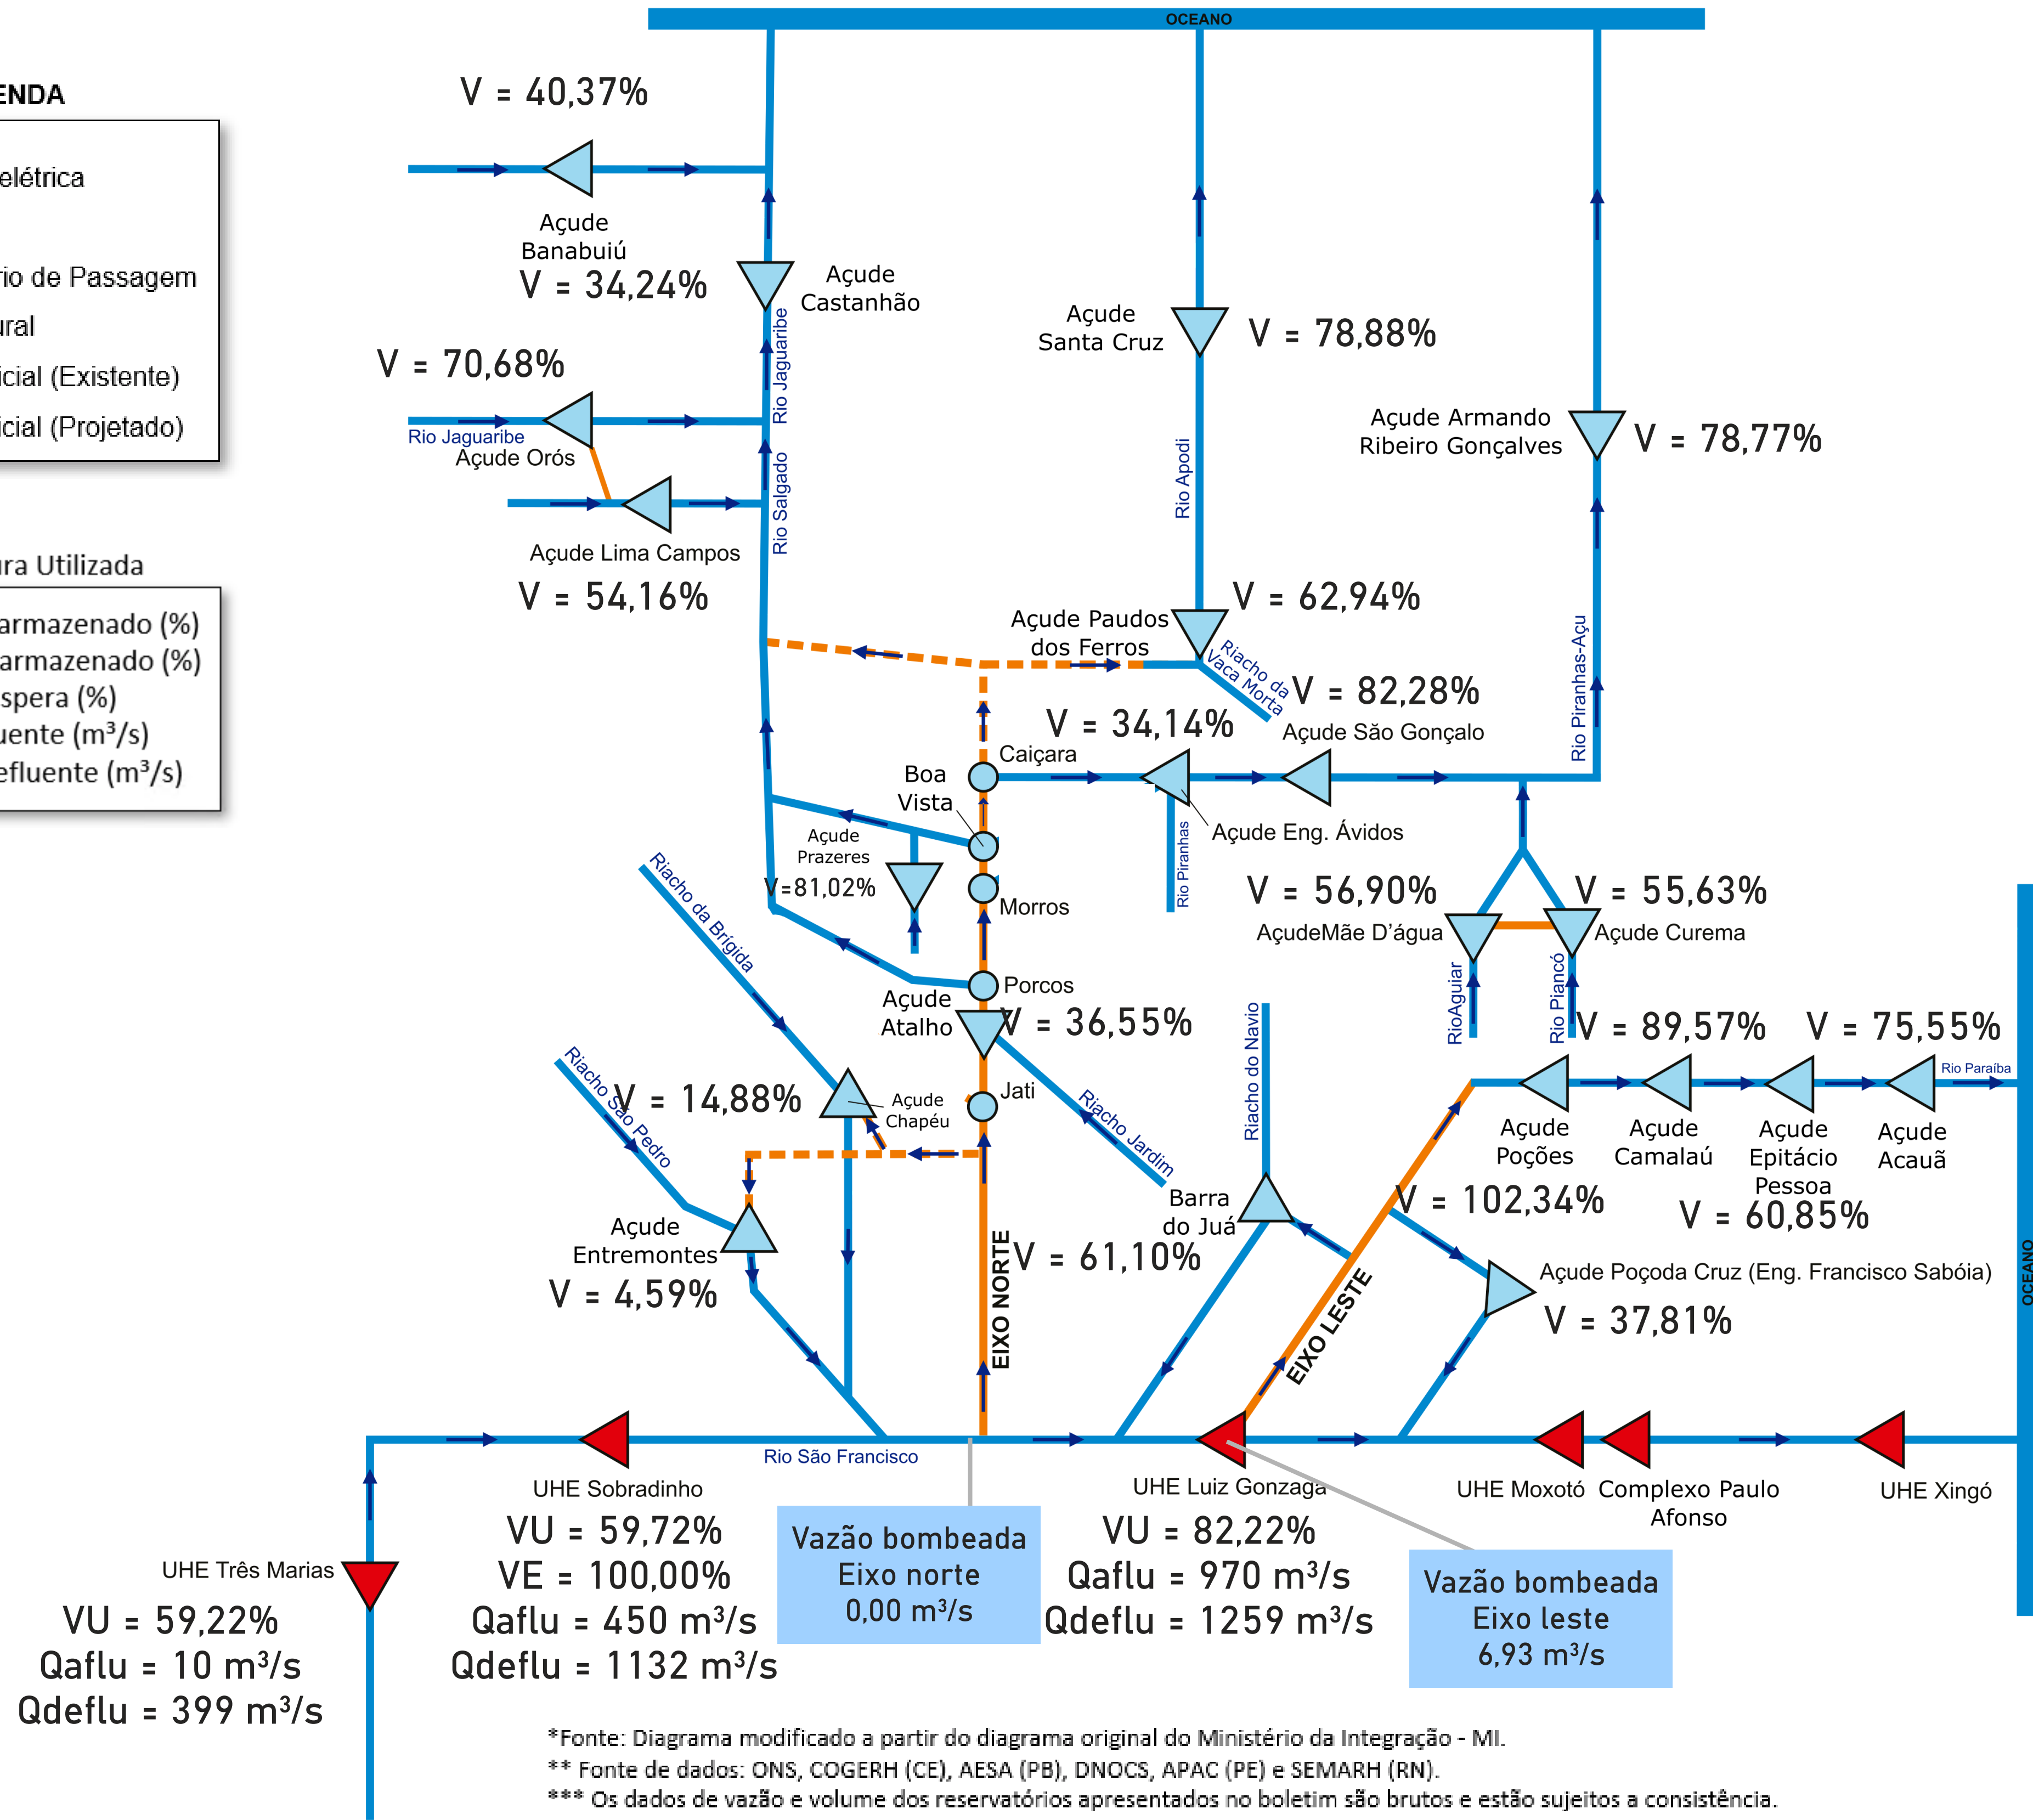 OCEANO
ENDA
elétrica
rio de Passagem
ural
icial (Existente)
icial (Projetado)
ura Utilizada
armazenado (%)
armazenado (%)
spera (%)
uente (m³/s)
efluente (m³/s)
V = 40,37%
Açude
Banabuiú
V = 34,24%
Açude
Castanhão
Rio Jaguaribe
V = 70,68%
Rio Jaguaribe
Açude Orós
Rio Salgado
Açude Lima Campos
V = 54,16%
Açude
Santa Cruz
V = 78,88%
Rio Apodi
Açude Armando
Ribeiro Gonçalves
V = 78,77%
Açude Paudos
dos Ferros
V = 62,94%
Riacho da
Vaca Morta
Rio Piranhas-Açu
V = 82,28%
Açude São Gonçalo
V = 34,14%
Caiçara
Boa
Vista
Açude Eng. Ávidos
Rio Piranhas
Açude
Prazeres
V=81,02%
Morros
Porcos
V = 56,90%
AçudeMãe D'água
V = 55,63%
Açude Curema
RioAguiar
Rio Piancó
Riacho da Brígida
Açude
Atalho
V = 36,55%
Riacho São Pedro
V = 14,88%
Açude
Chapéu
Jati
Riacho Jardim
Riacho do Navio
V = 89,57%
V = 75,55%
Rio Paraíba
Açude
Poções
Açude
Camalaú
Açude
Epitácio
Pessoa
Açude
Acauã
V = 102,34%
V = 60,85%
Barra
do Juá
V = 61,10%
Açude
Entremontes
V = 4,59%
EIXO NORTE
EIXO LESTE
Açude Poçoda Cruz (Eng. Francisco Sabóia)
V = 37,81%
OCEANO
Rio São Francisco
UHE Sobradinho
VU = 59,72%
VE = 100,00%
Qaflu = 450 m³/s
Qdeflu = 1132 m³/s
Vazão bombeada
Eixo norte
0,00 m³/s
UHE Luiz Gonzaga
VU = 82,22%
Qaflu = 970 m³/s
Qdeflu = 1259 m³/s
Vazão bombeada
Eixo leste
6,93 m³/s
UHE Moxotó
Complexo Paulo
Afonso
UHE Xingó
UHE Três Marias
VU = 59,22%
Qaflu = 10 m³/s
Qdeflu = 399 m³/s
*Fonte: Diagrama modificado a partir do diagrama original do Ministério da Integração - MI.
** Fonte de dados: ONS, COGERH (CE), AESA (PB), DNOCS, APAC (PE) e SEMARH (RN).
*** Os dados de vazão e volume dos reservatórios apresentados no boletim são brutos e estão sujeitos a consistência.